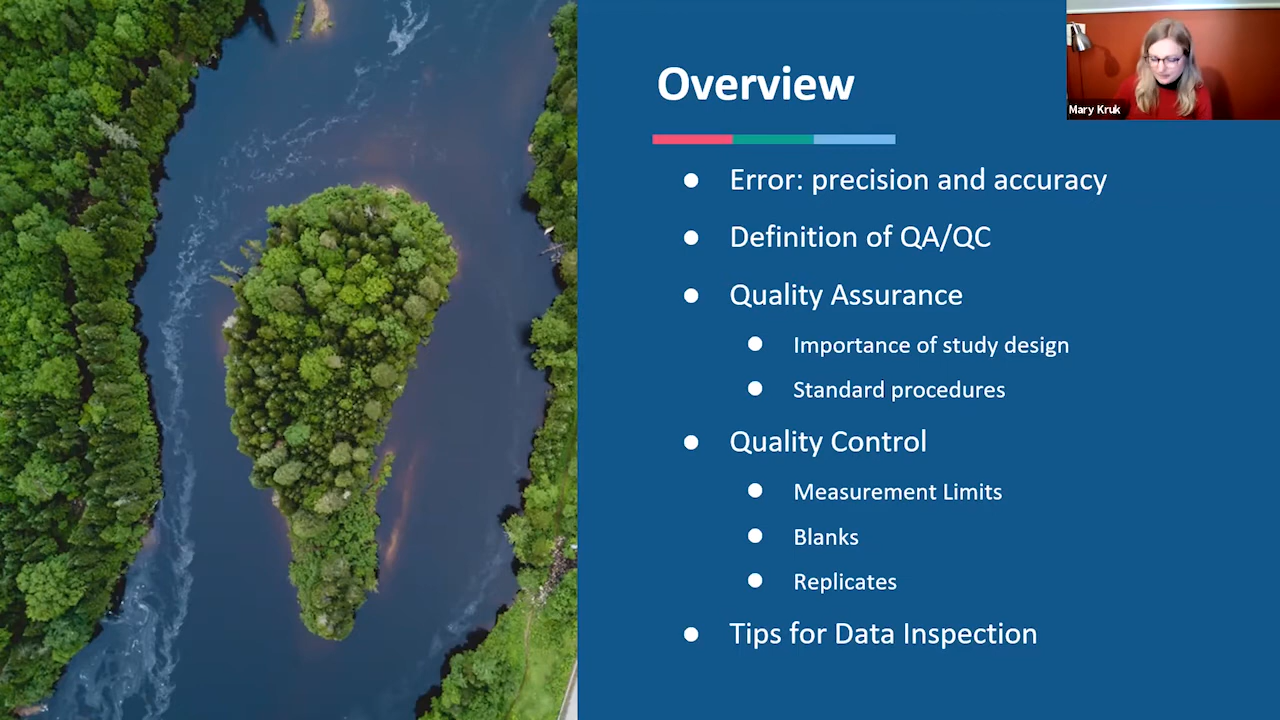 Overview
Mary Kruk
● Error: precision and accuracy
● Definition of QA/QC
● Quality Assurance
● Importance of study design
● Standard procedures
● Quality Control
● Measurement Limits
● Blanks
● Replicates
● Tips for Data Inspection